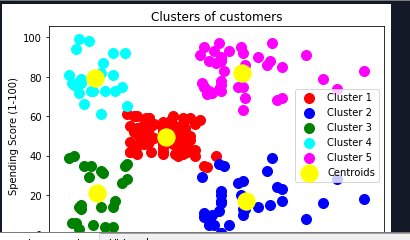 Clusters of customers
100
80
60
40
20
Spending Score (1-100)
Cluster 1
Cluster 2
Cluster 3
Cluster 4
Cluster 5
Centroids